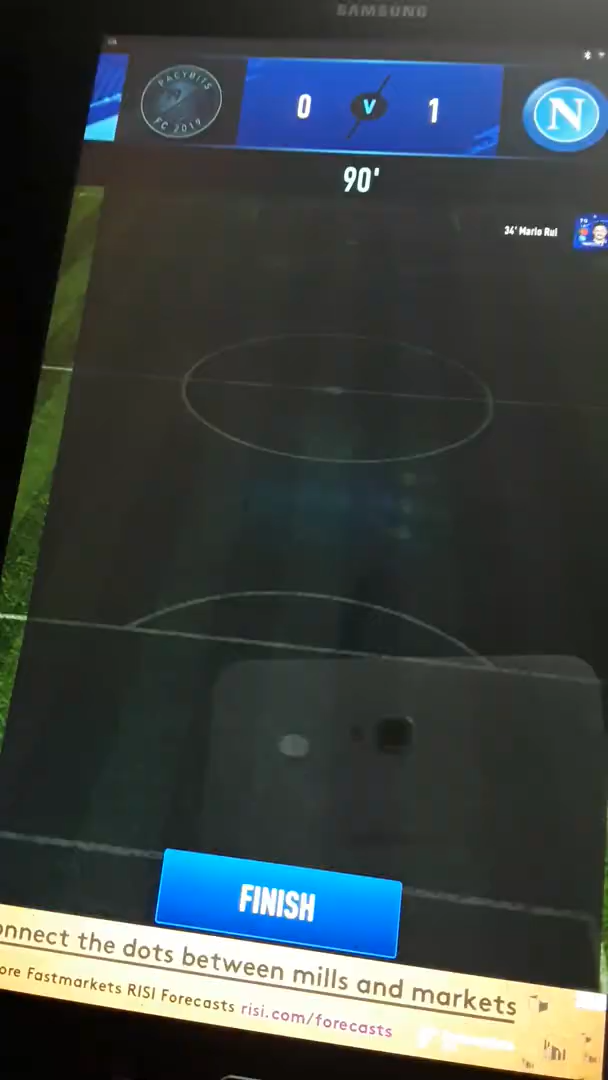 SAMSUNG
PACYBITS
FC 2019
0 V 1
N
90'
34' Mario Rui
FINISH
onnect the dots between mills and markets
ore Fastmarkets RISI Forecasts risi.com/forecasts